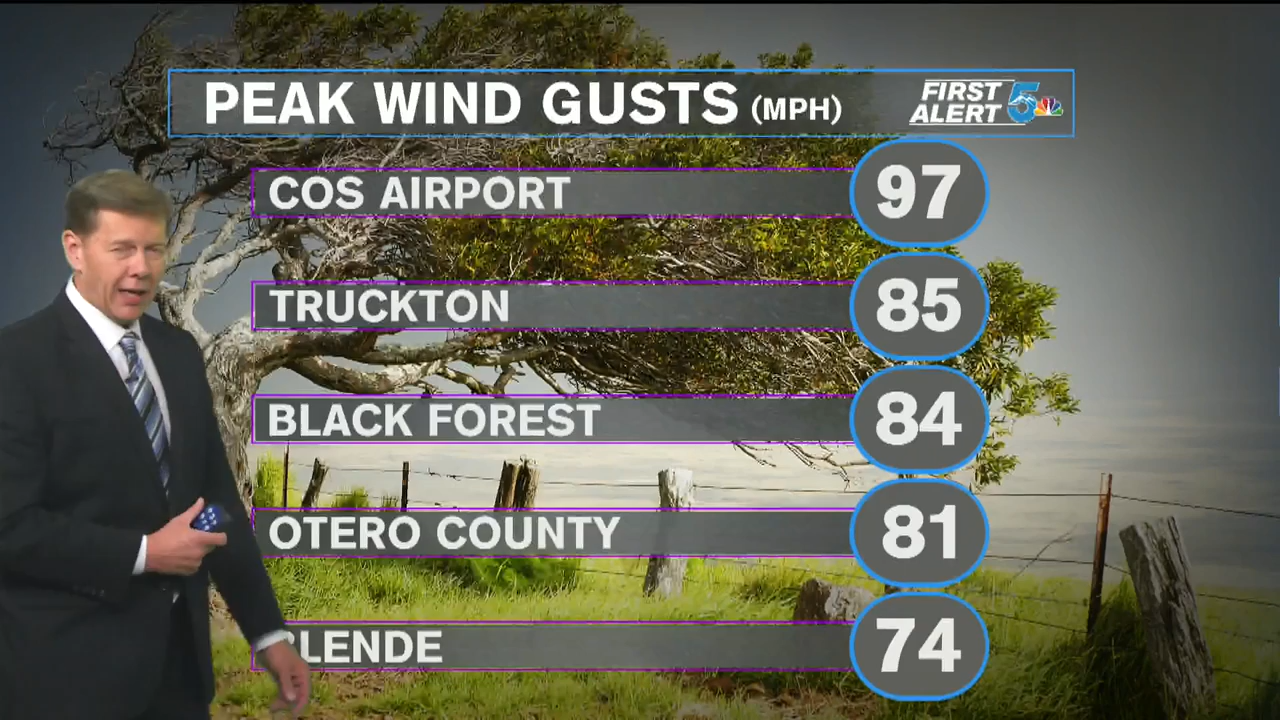 PEAK WIND GUSTS (MPH)
FIRST
ALERT 5
COS AIRPORT 97
TRUCKTON 85
BLACK FOREST 84
OTERO COUNTY 81
BLENDE 74